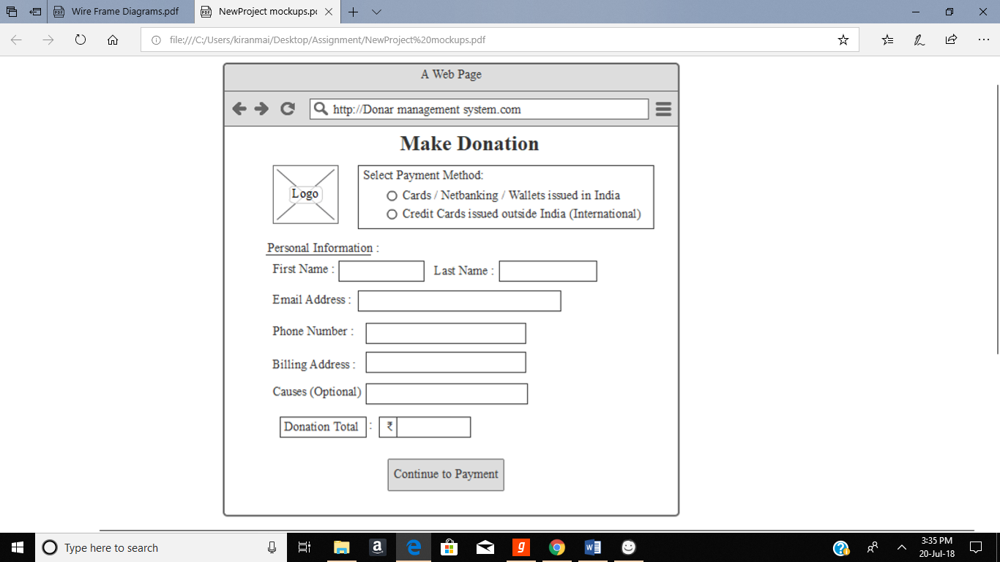 Wire Frame Diagrams.pdf
NewProject mockups.po
file:///C:/Users/kiranmai/Desktop/Assignment/NewProject%20mockups.pdf
A Web Page
http://Donar management system.com
Make Donation
Logo
Select Payment Method:
Cards / Netbanking / Wallets issued in India
Credit Cards issued outside India (International)
Personal Information :
First Name :
Last Name :
Email Address :
Phone Number :
Billing Address :
Causes (Optional)
Donation Total : ₹
Continue to Payment
Type here to search
3:35 PM
20-Jul-18